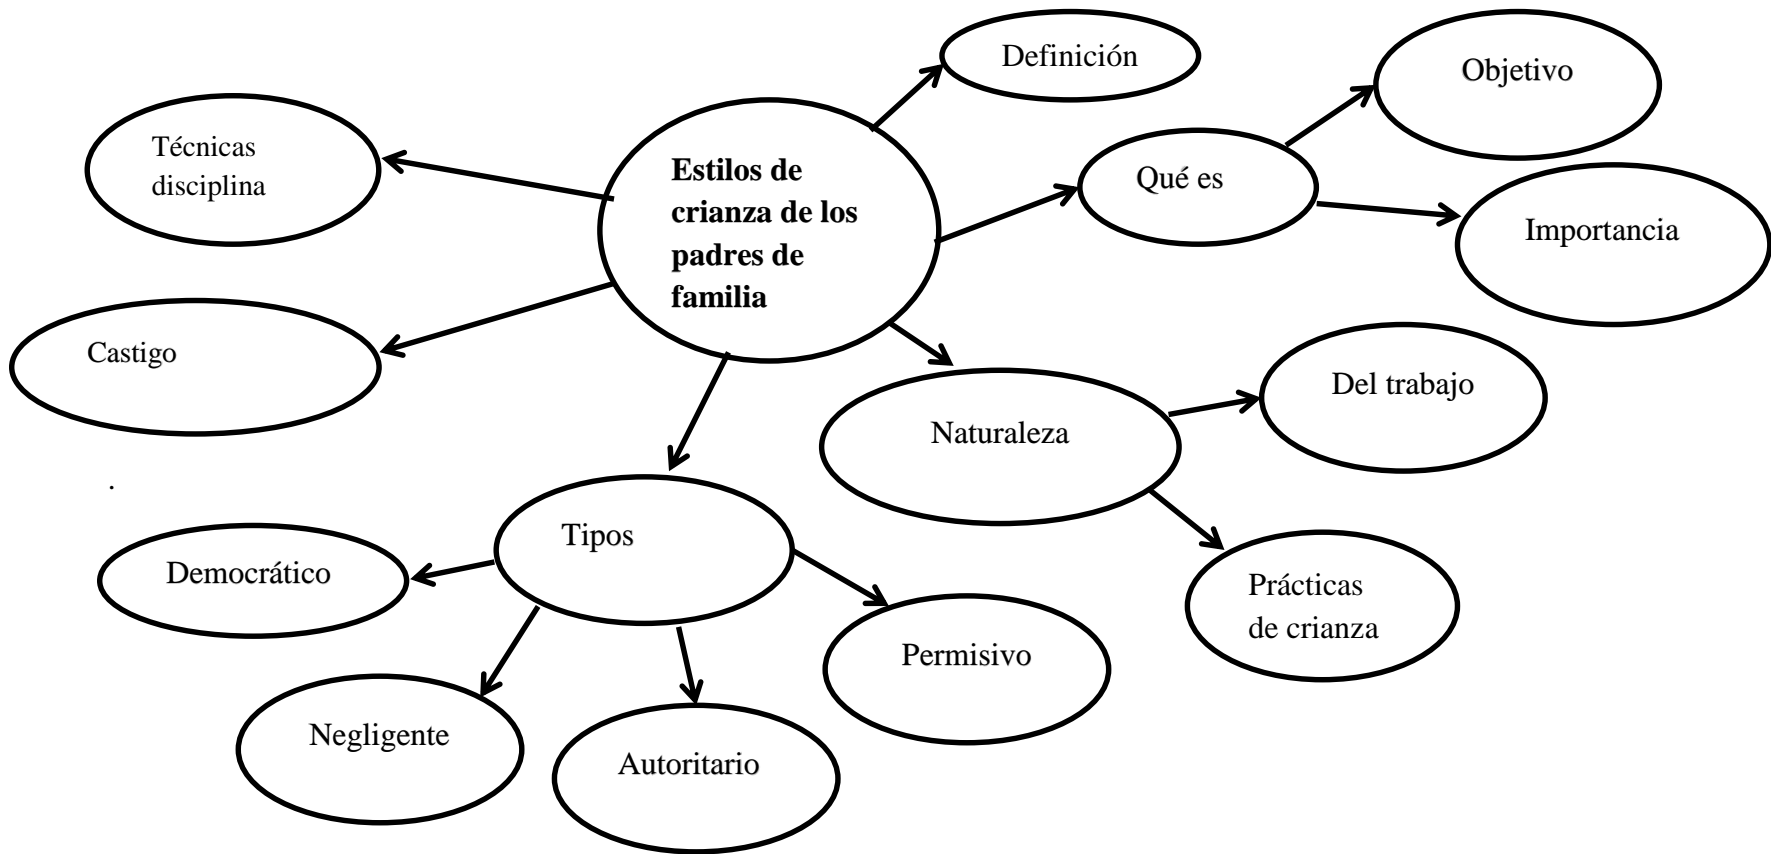 Definición
Objetivo
Técnicas
disciplina
Estilos de
crianza de los
padres de
familia
Qué es
Importancia
Castigo
Del trabajo
Naturaleza
.
Tipos
Democrático
Prácticas
de crianza
Permisivo
Negligente
Autoritario